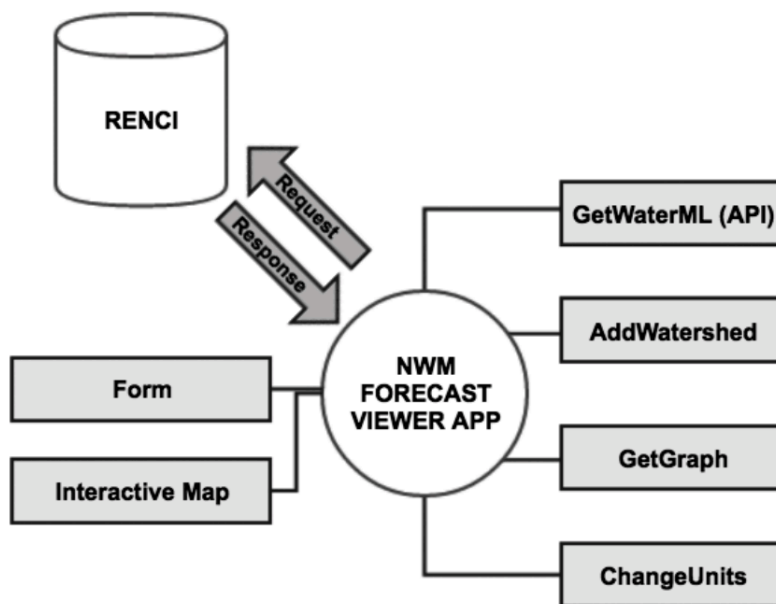 RENCI
Request
Response
GetWaterML (API)
AddWatershed
NWM
FORECAST
VIEWER APP
Form
GetGraph
Interactive Map
ChangeUnits